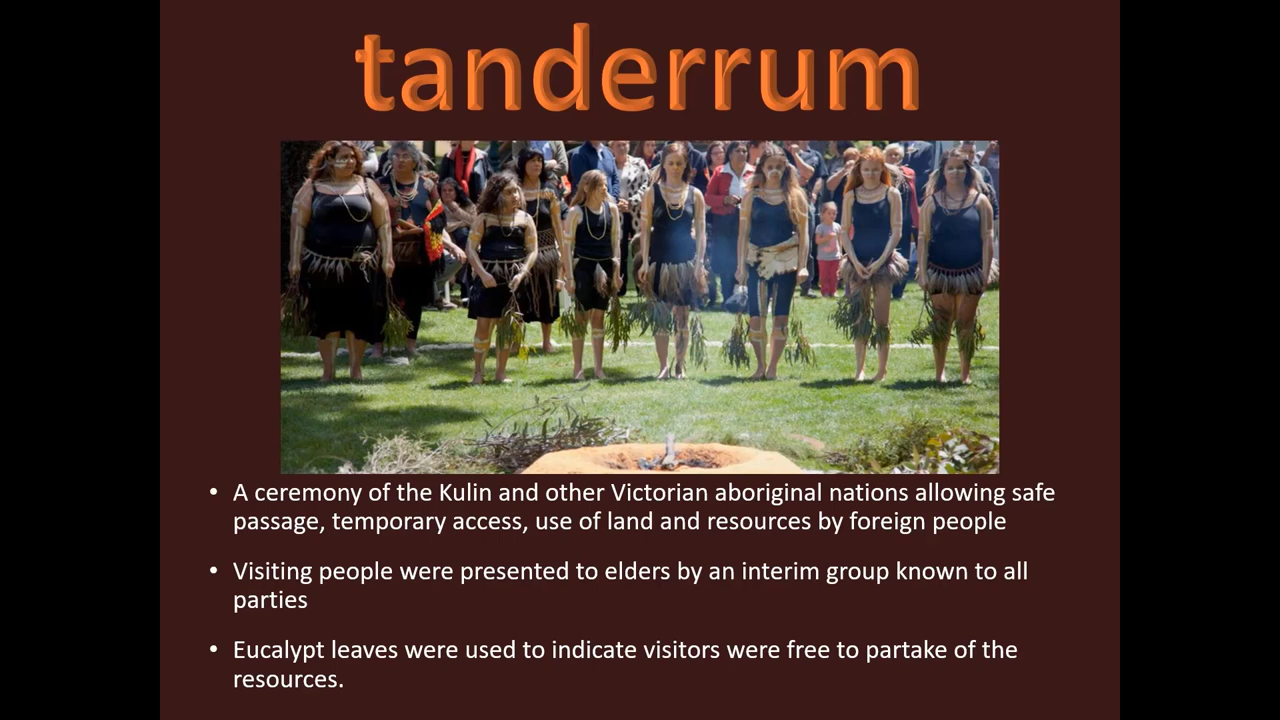 tanderrum
• A ceremony of the Kulin and other Victorian aboriginal nations allowing safe
passage, temporary access, use of land and resources by foreign people
• Visiting people were presented to elders by an interim group known to all
parties
• Eucalypt leaves were used to indicate visitors were free to partake of the
resources.